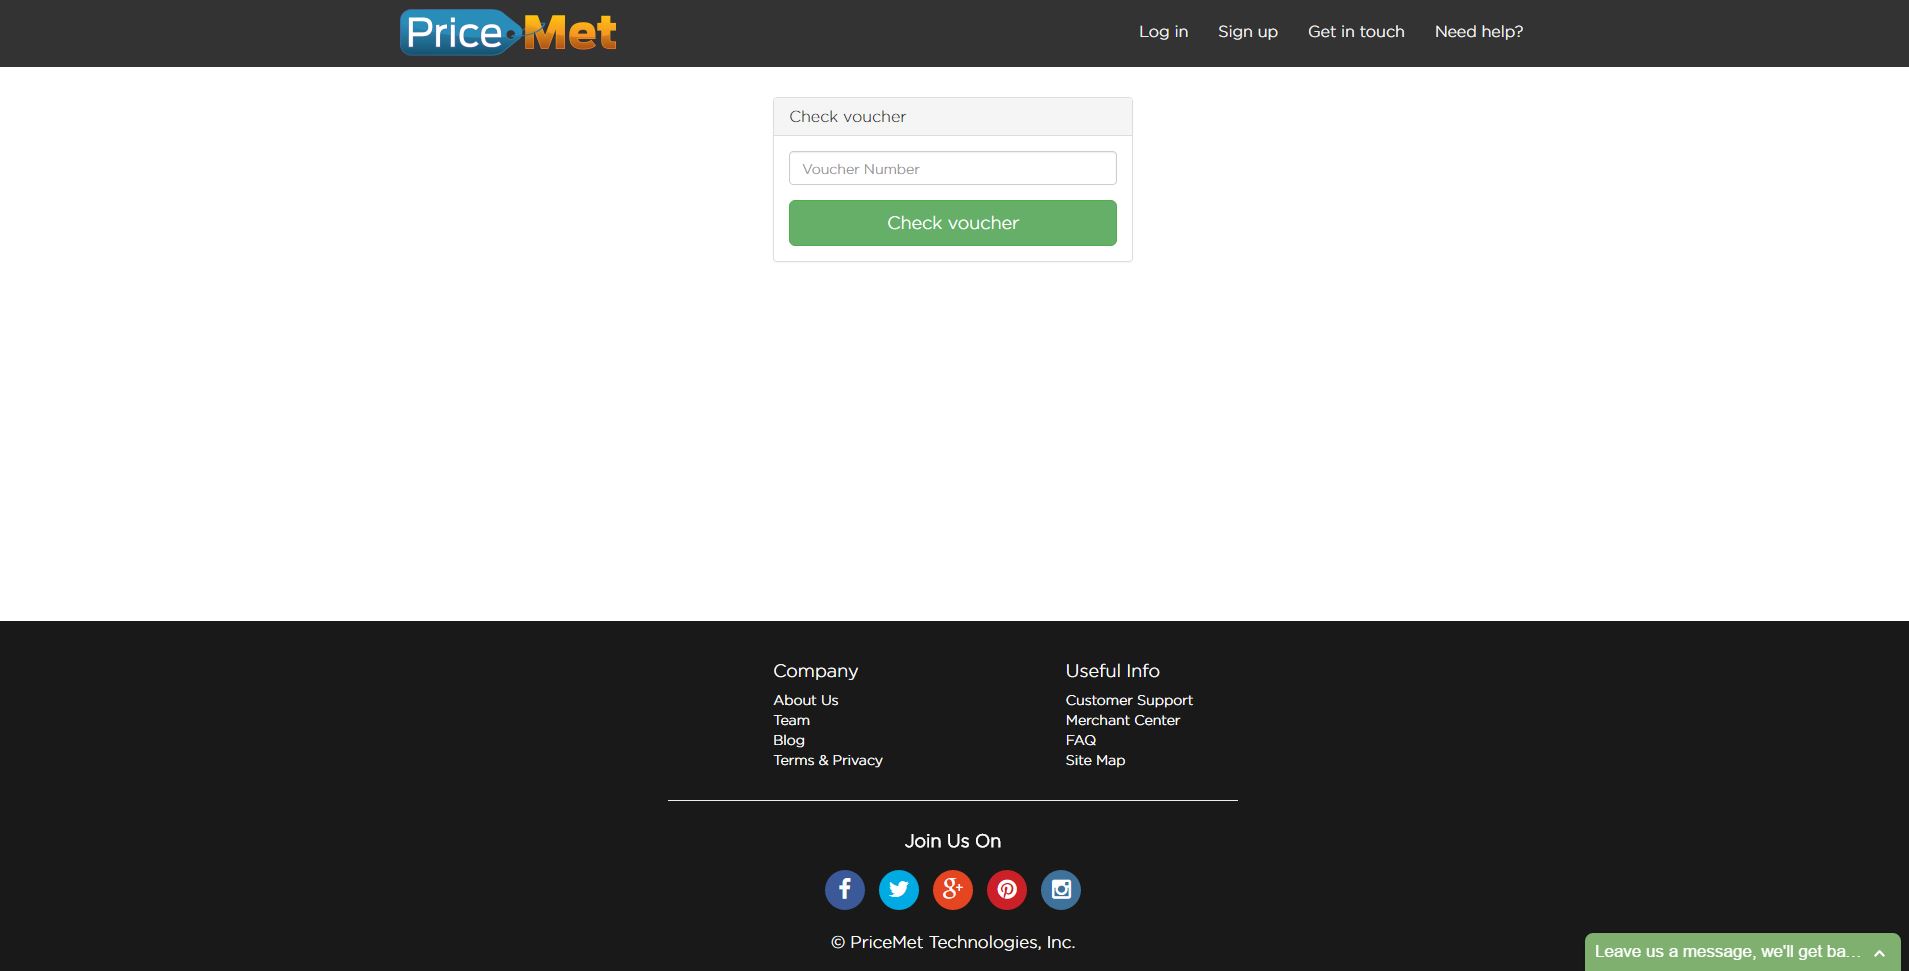 PriceMet
Log in
Sign up
Get in touch
Need help?
Check voucher
Voucher Number
Check voucher
Company
About Us
Team
Blog
Terms & Privacy
Useful Info
Customer Support
Merchant Center
FAQ
Site Map
Join Us On
© PriceMet Technologies, Inc.
Leave us a message, we'll get ba...